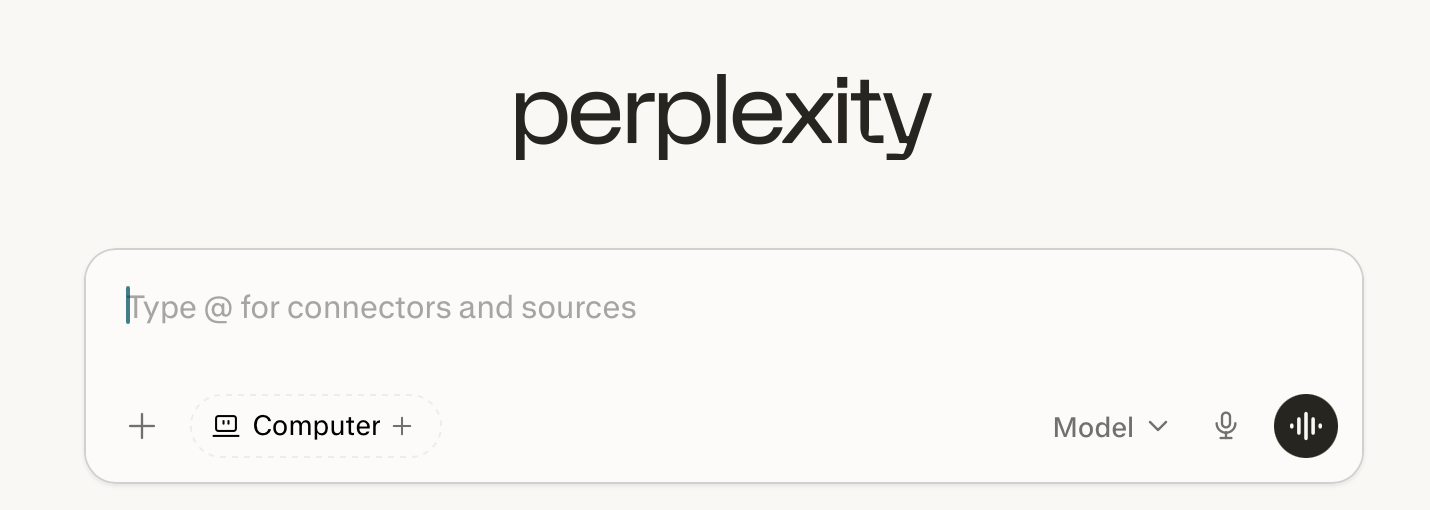 perplexity
Type @ for connectors and sources
Computer
Model